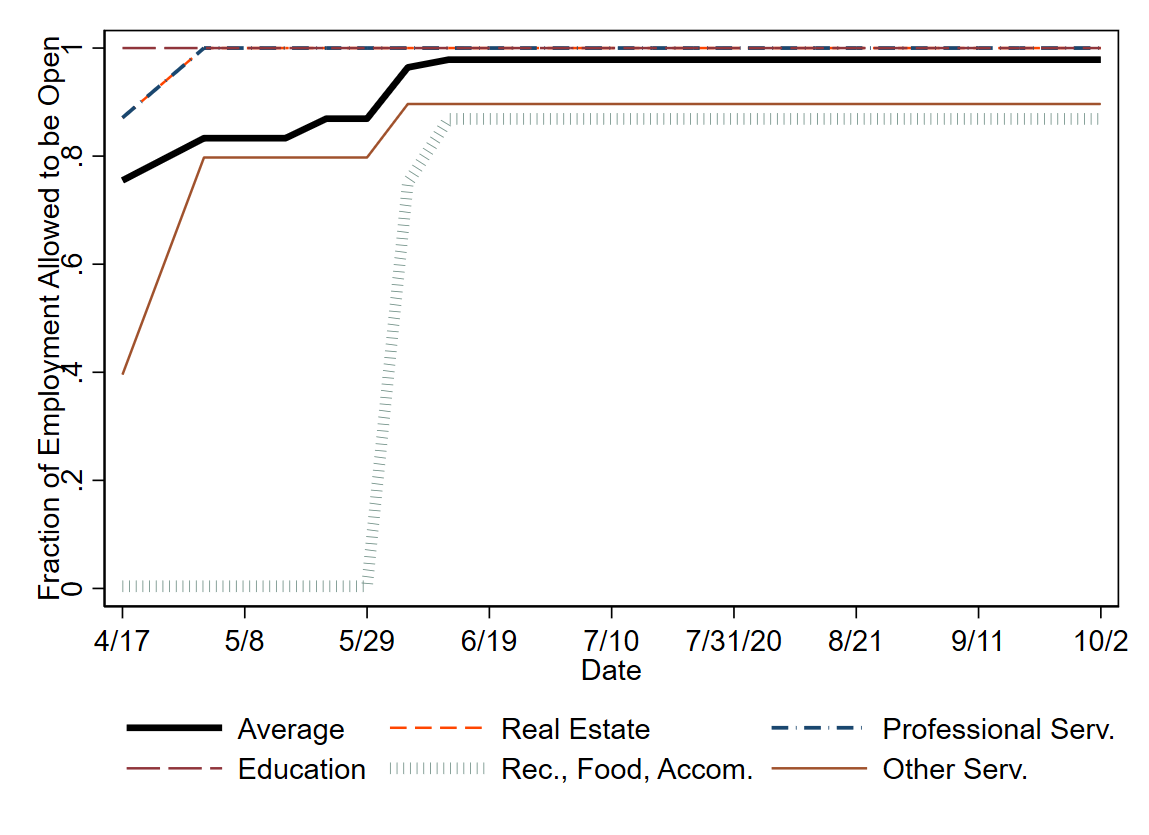 Fraction of Employment Allowed to be Open
1
.8
.6
.4
.2
0
4/17 5/8 5/29 6/19 7/10 7/31/20 8/21 9/11 10/2
Date
Average Real Estate Professional Serv.
Education Rec., Food, Accom. Other Serv.